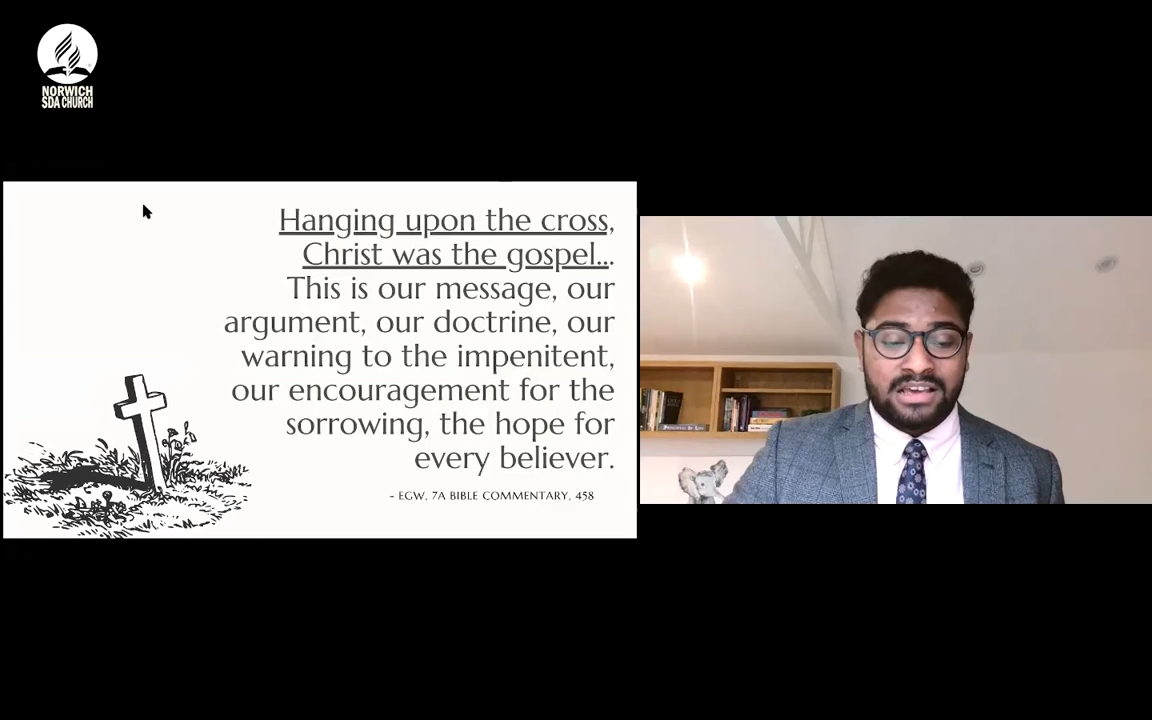 NORWICH
SDA CHURCH
Hanging upon the cross,
Christ was the gospel...
This is our message, our
argument, our doctrine, our
warning to the impenitent,
our encouragement for the
sorrowing, the hope for
every believer.
- EGW, 7A BIBLE COMMENTARY, 458